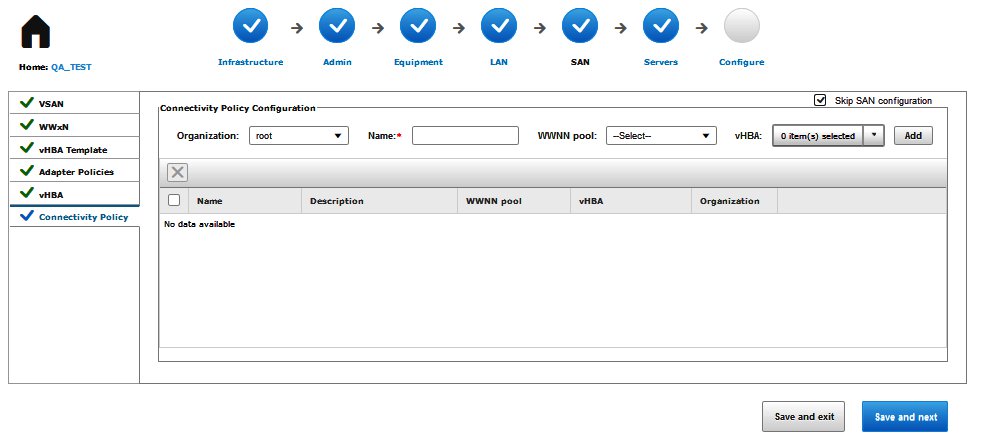 Home: QA_TEST
Infrastructure Admin Equipment LAN SAN Servers Configure
VSAN
WWxN
vHBA Template
Adapter Policies
vHBA
Connectivity Policy
Skip SAN configuration
Connectivity Policy Configuration
Organization: root Name:* WWNN pool: --Select-- vHBA: 0 item(s) selected Add
Name Description WWNN pool vHBA Organization
No data available
Save and exit Save and next